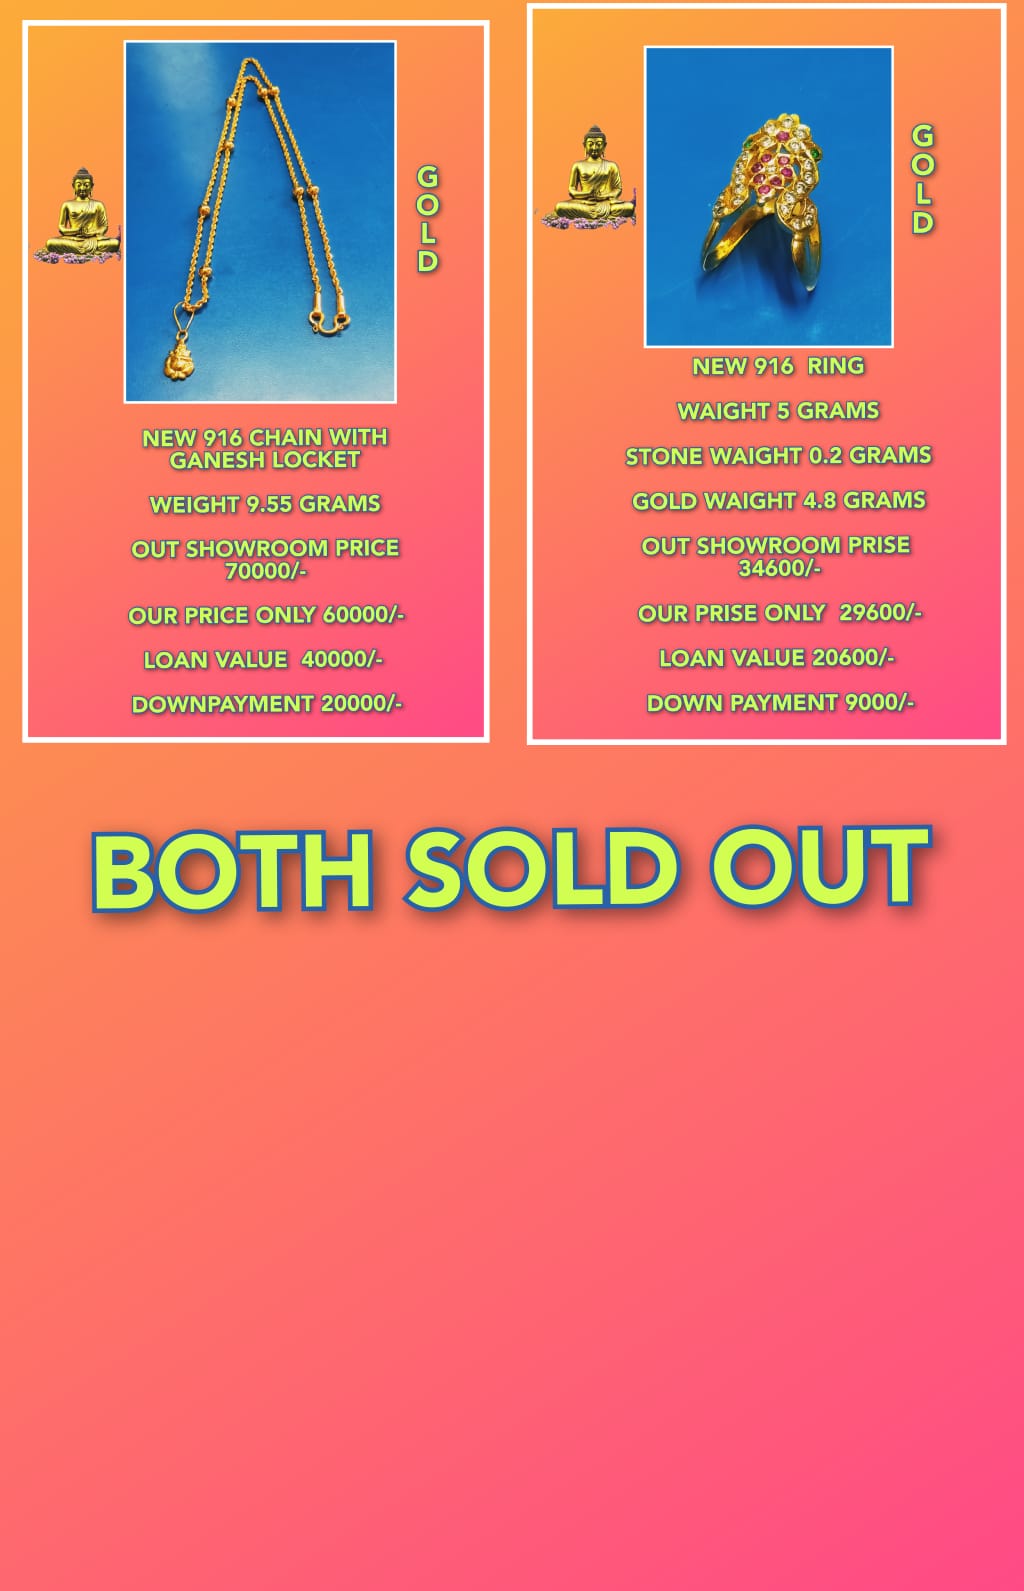 G
O
L
D
NEW 916 CHAIN WITH
GANESH LOCKET
WEIGHT 9.55 GRAMS
OUT SHOWROOM PRICE
70000/-
OUR PRICE ONLY 60000/-
LOAN VALUE  40000/-
DOWNPAYMENT 20000/-
G
O
L
D
NEW 916  RING
WAIGHT 5 GRAMS
STONE WAIGHT 0.2 GRAMS
GOLD WAIGHT 4.8 GRAMS
OUT SHOWROOM PRISE
34600/-
OUR PRISE ONLY  29600/-
LOAN VALUE 20600/-
DOWN PAYMENT 9000/-
BOTH SOLD OUT